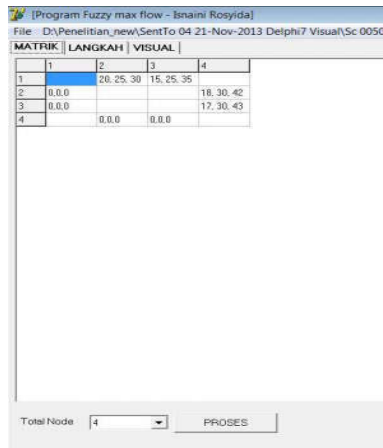 [Program Fuzzy max flow - Isnaini Rosyida]
File D:\Penelitian_new\SentTo 04 21-Nov-2013 Delphi7 Visual\Sc 0050
MATRIK LANGKAH VISUAL
1 2 3 4
1 20, 25, 30 15, 25, 35
2 0,0,0 18, 30, 42
3 0,0,0 17, 30, 43
4 0,0,0 0,0,0
Total Node 4 PROSES